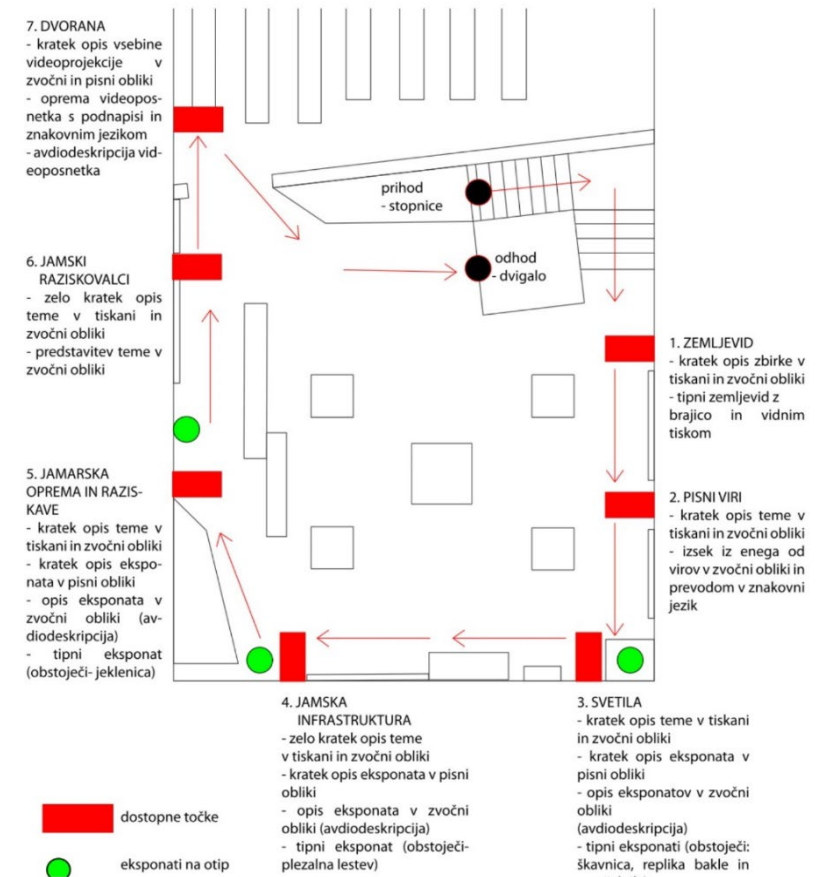 7. DVORANA
- kratek opis vsebine
videoprojekcije v
zvočni in pisni obliki
- oprema videopos-
netka s podnapisi in
znakovnim jezikom
- avdiodeskripcija vid-
eoposnetka
prihod
- stopnice
odhod
- dvigalo
6. JAMSKI
RAZISKOVALCI
- zelo kratek opis
teme v tiskani in
zvočni obliki
- predstavitev teme v
zvočni obliki
1. ZEMLJEVID
- kratek opis zbirke v
tiskani in zvočni obliki
- tipni zemljevid z
brajico in vidnim
tiskom
5. JAMARSKA
OPREMA IN RAZIS-
KAVE
- kratek opis teme v
tiskani in zvočni obliki
- kratek opis ekspo-
nata v pisni obliki
- opis eksponata v
zvočni obliki (av-
diodeskripcija)
- tipni eksponat
(obstoječi- jeklenica)
2. PISNI VIRI
- kratek opis teme v
tiskani in zvočni obliki
- izsek iz enega od
virov v zvočni obliki in
prevodom v znakovni
jezik
4. JAMSKA
INFRASTRUKTURA
- zelo kratek opis teme
v tiskani in zvočni obliki
- kratek opis eksponata v pisni
obliki
- opis eksponata v zvočni
obliki (avdiodeskripcija)
- tipni eksponat (obstoječi-
plezalna lestev)
3. SVETILA
- kratek opis teme v tiskani
in zvočni obliki
- kratek opis eksponata v
pisni obliki
- opis eksponatov v zvočni
obliki
(avdiodeskripcija)
- tipni eksponati (obstoječi:
škavnica, replika bakle in
dostopne točke
eksponati na otip